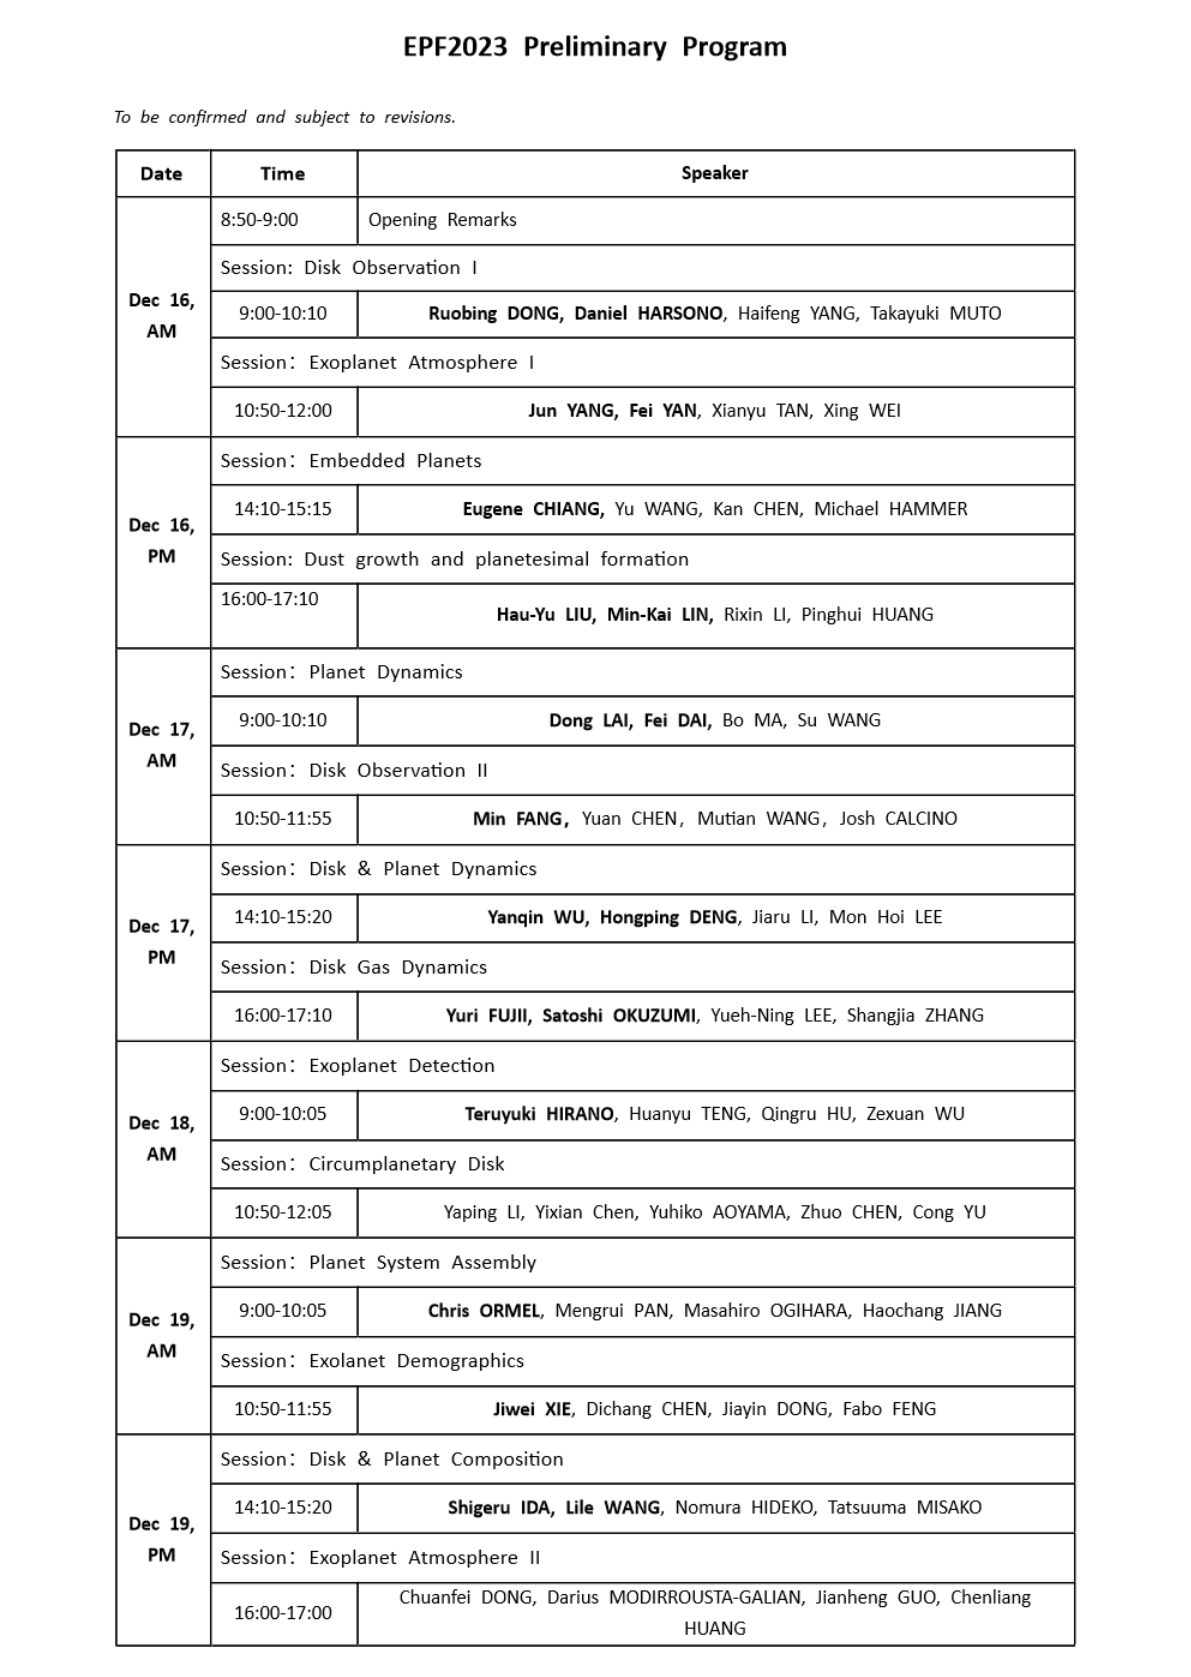 EPF2023 Preliminary Program
To be confirmed and subject to revisions.
Date Time Speaker
Dec 16, AM
8:50-9:00 Opening Remarks
Session: Disk Observation I
9:00-10:10 Ruobing DONG, Daniel HARSONO, Haifeng YANG, Takayuki MUTO
Session：Exoplanet Atmosphere I
10:50-12:00 Jun YANG, Fei YAN, Xianyu TAN, Xing WEI
Dec 16, PM
Session：Embedded Planets
14:10-15:15 Eugene CHIANG, Yu WANG, Kan CHEN, Michael HAMMER
Session: Dust growth and planetesimal formation
16:00-17:10 Hau-Yu LIU, Min-Kai LIN, Rixin LI, Pinghui HUANG
Dec 17, AM
Session：Planet Dynamics
9:00-10:10 Dong LAI, Fei DAI, Bo MA, Su WANG
Session：Disk Observation II
10:50-11:55 Min FANG, Yuan CHEN, Mutian WANG, Josh CALCINO
Dec 17, PM
Session：Disk & Planet Dynamics
14:10-15:20 Yanqin WU, Hongping DENG, Jiaru LI, Mon Hoi LEE
Session：Disk Gas Dynamics
16:00-17:10 Yuri FUJII, Satoshi OKUZUMI, Yueh-Ning LEE, Shangjia ZHANG
Dec 18, AM
Session：Exoplanet Detection
9:00-10:05 Teruyuki HIRANO, Huanyu TENG, Qingru HU, Zexuan WU
Session：Circumplanetary Disk
10:50-12:05 Yaping LI, Yixian Chen, Yuhiko AOYAMA, Zhuo CHEN, Cong YU
Dec 19, AM
Session：Planet System Assembly
9:00-10:05 Chris ORMEL, Mengrui PAN, Masahiro OGIHARA, Haochang JIANG
Session：Exolanet Demographics
10:50-11:55 Jiwei XIE, Dichang CHEN, Jiayin DONG, Fabo FENG
Dec 19, PM
Session：Disk & Planet Composition
14:10-15:20 Shigeru IDA, Lile WANG, Nomura HIDEKO, Tatsuuma MISAKO
Session：Exoplanet Atmosphere II
16:00-17:00 Chuanfei DONG, Darius MODIRROUSTA-GALIAN, Jianheng GUO, Chenliang
HUANG